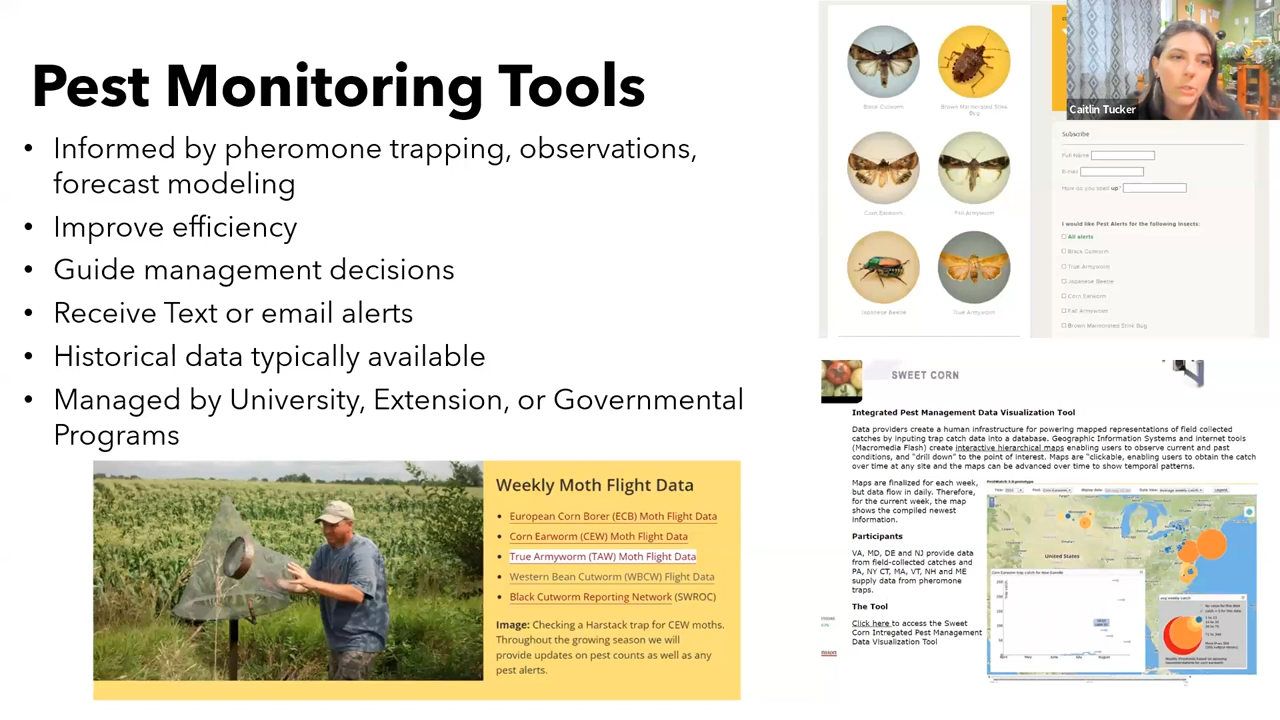 Pest Monitoring Tools
• Informed by pheromone trapping, observations,
forecast modeling
• Improve efficiency
• Guide management decisions
• Receive Text or email alerts
• Historical data typically available
• Managed by University, Extension, or Governmental
Programs
Weekly Moth Flight Data
• European Corn Borer (ECB) Moth Flight Data
• Corn Earworm (CEW) Moth Flight Data
• True Armyworm (TAW) Moth Flight Data
• Western Bean Cutworm (WBCW) Flight Data
• Black Cutworm Reporting Network (SWROC)
Image: Checking a Harstack trap for CEW moths.
Throughout the growing season we will
provide updates on pest counts as well as any
pest alerts.
Black Cutworm
Brown Marmorated Stink
Bug
Corn Earworm
Fall Armyworm
Japanese Beetle
True Armyworm
Caitlin Tucker
Subscribe
Full Name
E-mail
How do you spell up?
I would like Pest Alerts for the following Insects:
All alerts
Black Cutworm
True Armyworm
Japanese Beetle
Corn Earworm
Fall Armyworm
Brown Marmorated Stink Bug
SWEET CORN
Integrated Pest Management Data Visualization Tool
Data providers create a human infrastructure for powering mapped representations of field collected
catches by inputing trap catch data into a database. Geographic Information Systems and internet tools
(Macromedia Flash) create interactive hierarchical maps enabling users to observe current and past
conditions, and "drill down" to the point of interest. Maps are "clickable, enabling users to obtain the catch
over time at any site and the maps can be advanced over time to show temporal patterns.
Maps are finalized for each week,
but data flow in daily. Therefore,
for the current week, the map
shows the compiled newest
information.
Participants
VA, MD, DE and NJ provide data
from field-collected catches and
PA, NY CT, MA, VT, NH and ME
supply data from pheromone
traps.
The Tool
Click here to access the Sweet
Corn Intregated Pest Management
Data Visualization Tool
United States